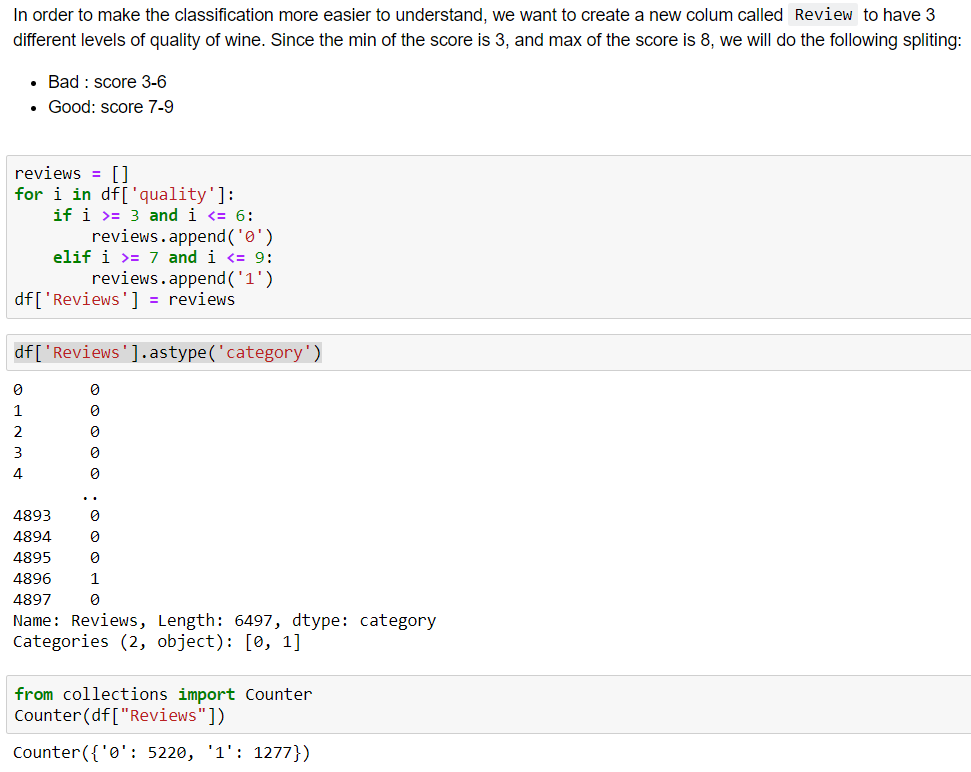 In order to make the classification more easier to understand, we want to create a new colum called Review to have 3
different levels of quality of wine. Since the min of the score is 3, and max of the score is 8, we will do the following spliting:
• Bad : score 3-6
• Good: score 7-9
reviews = []
for i in df['quality']:
    if i >= 3 and i <= 6:
        reviews.append('0')
    elif i >= 7 and i <= 9:
        reviews.append('1')
df['Reviews'] = reviews
df['Reviews'].astype('category')
0       0
1       0
2       0
3       0
4       0
       ..
4893    0
4894    0
4895    0
4896    1
4897    0
Name: Reviews, Length: 6497, dtype: category
Categories (2, object): [0, 1]
from collections import Counter
Counter(df["Reviews"])
Counter({'0': 5220, '1': 1277})